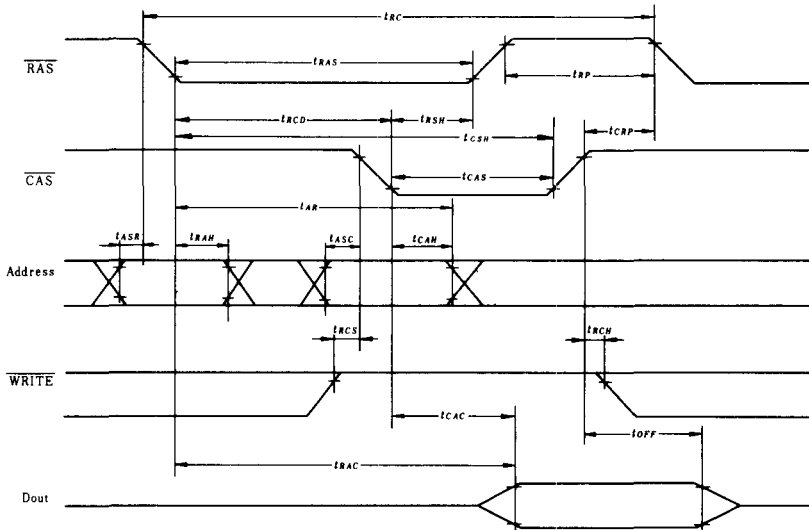 tRC
RAS
tRAS
tRP
tRCD
tRSH
tCSH
tCRP
CAS
tCAS
tAR
tASR
tRAH
tASC
tCAH
Address
tRCS
tRCH
WRITE
tCAC
tOFF
tRAC
Dout